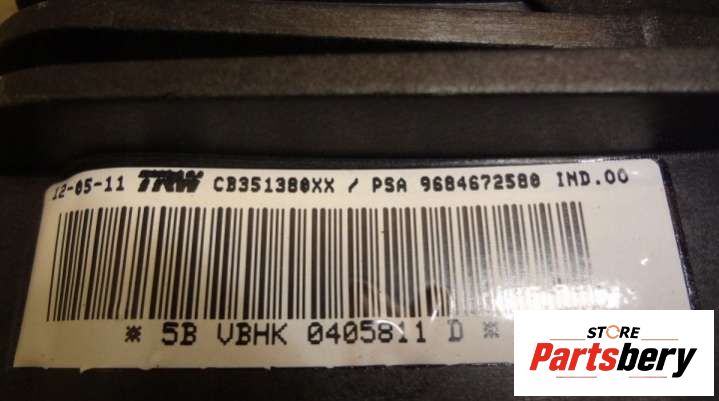 12-05-11 TRW CB351380XX / PSA 9684672580 IND.00
* 5B VBHK 0405811 D *
STORE
Partsbery